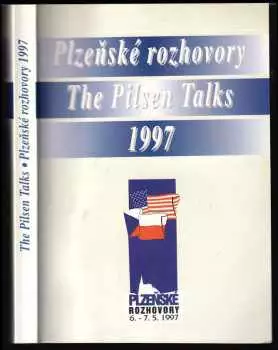 The Pilsen Talks • Plzeňské rozhovory 1997
Plzeňské rozhovory
The Pilsen Talks
1997
PLZEŇSKÉ
ROZHOVORY
6. - 7. 5. 1997